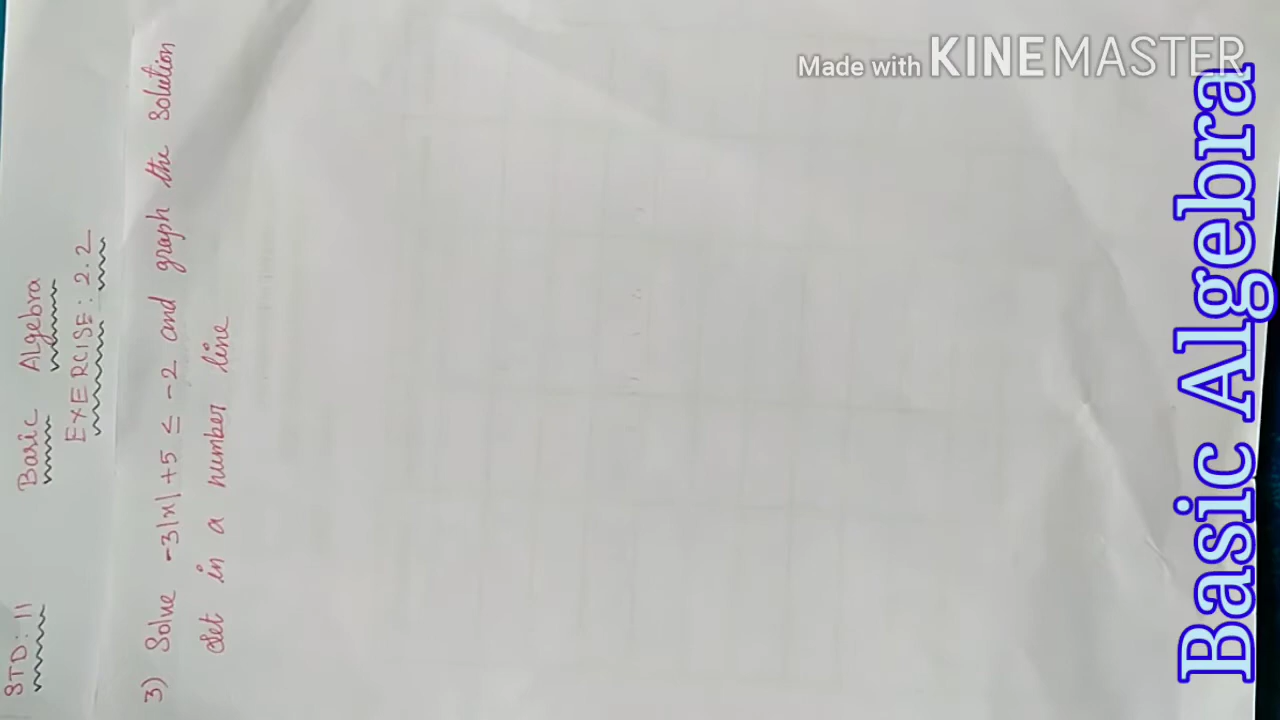 STD: 11 Basic Algebra
EXERCISE: 2.2
3) Solve -3|x| +5 ≤ -2 and graph the solution
set in a number line
Made with KINEMASTER
Basic Algebra